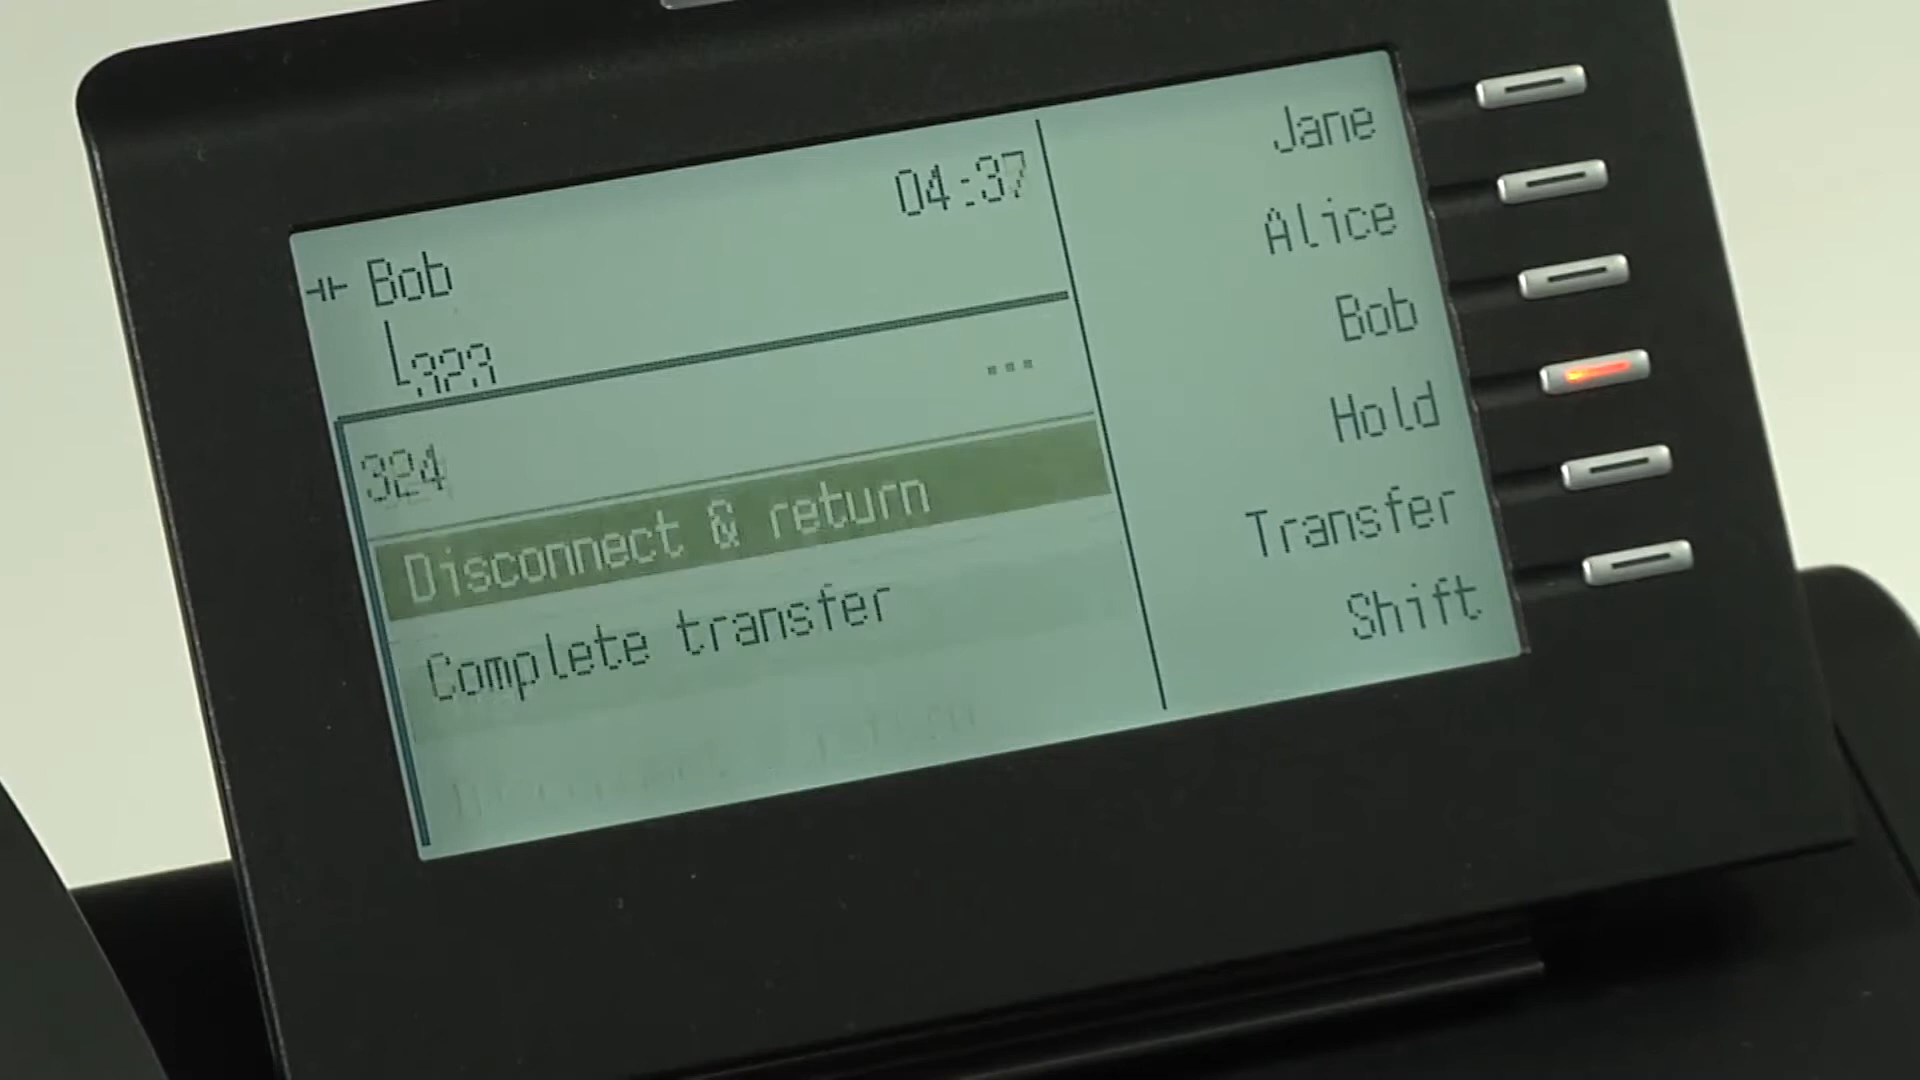 04:37
Bob
323
...
324
Disconnect & return
Complete transfer
Jane
Alice
Bob
Hold
Transfer
Shift